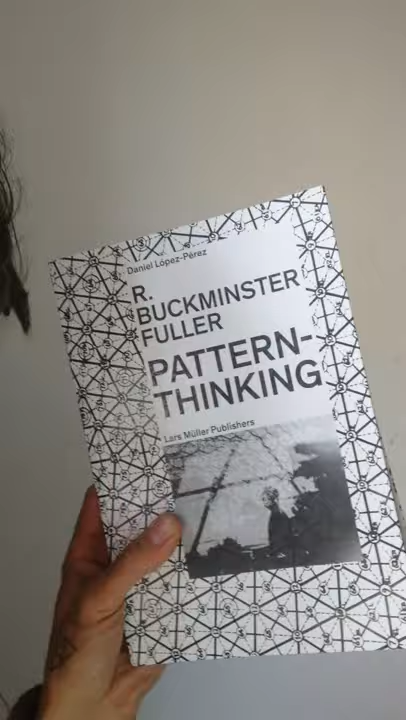 Daniel López-Pérez
R.
BUCKMINSTER
FULLER
PATTERN-
THINKING
Lars Müller Publishers